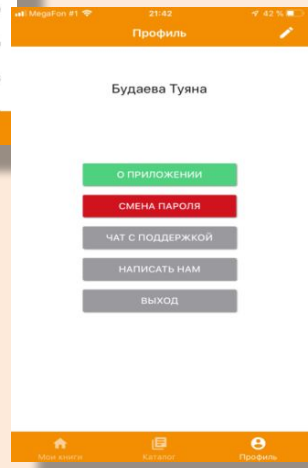 MegaFon #1 21:42 42 %
Профиль
Будаева Туяна
О ПРИЛОЖЕНИИ
СМЕНА ПАРОЛЯ
ЧАТ С ПОДДЕРЖКОЙ
НАПИСАТЬ НАМ
ВЫХОД
Мои книги Каталог Профиль